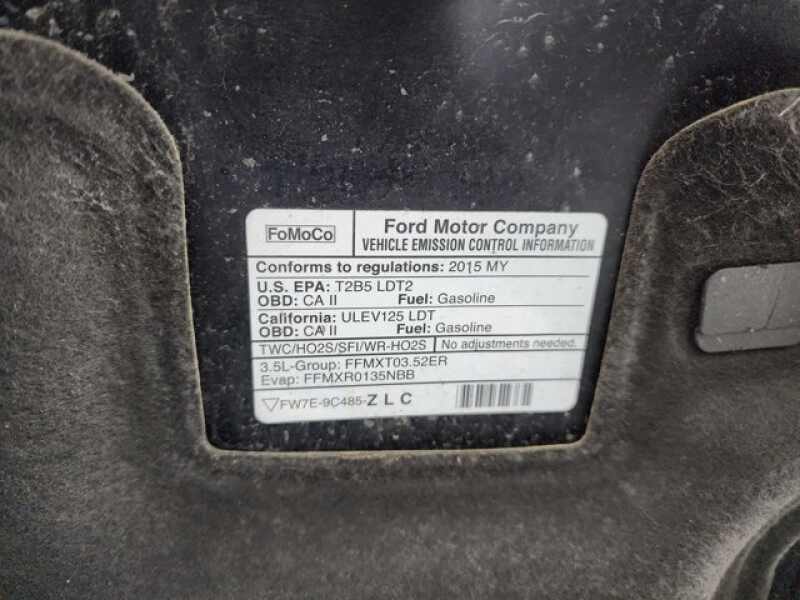 FoMoCo
Ford Motor Company
VEHICLE EMISSION CONTROL INFORMATION
Conforms to regulations: 2015 MY
U.S. EPA: T2B5 LDT2
OBD: CA II Fuel: Gasoline
California: ULEV125 LDT
OBD: CA II Fuel: Gasoline
TWC/HO2S/SFI/WR-HO2S No adjustments needed.
3.5L-Group: FFMXT03.52ER
Evap: FFMXR0135NBB
FW7E-9C485-ZLC